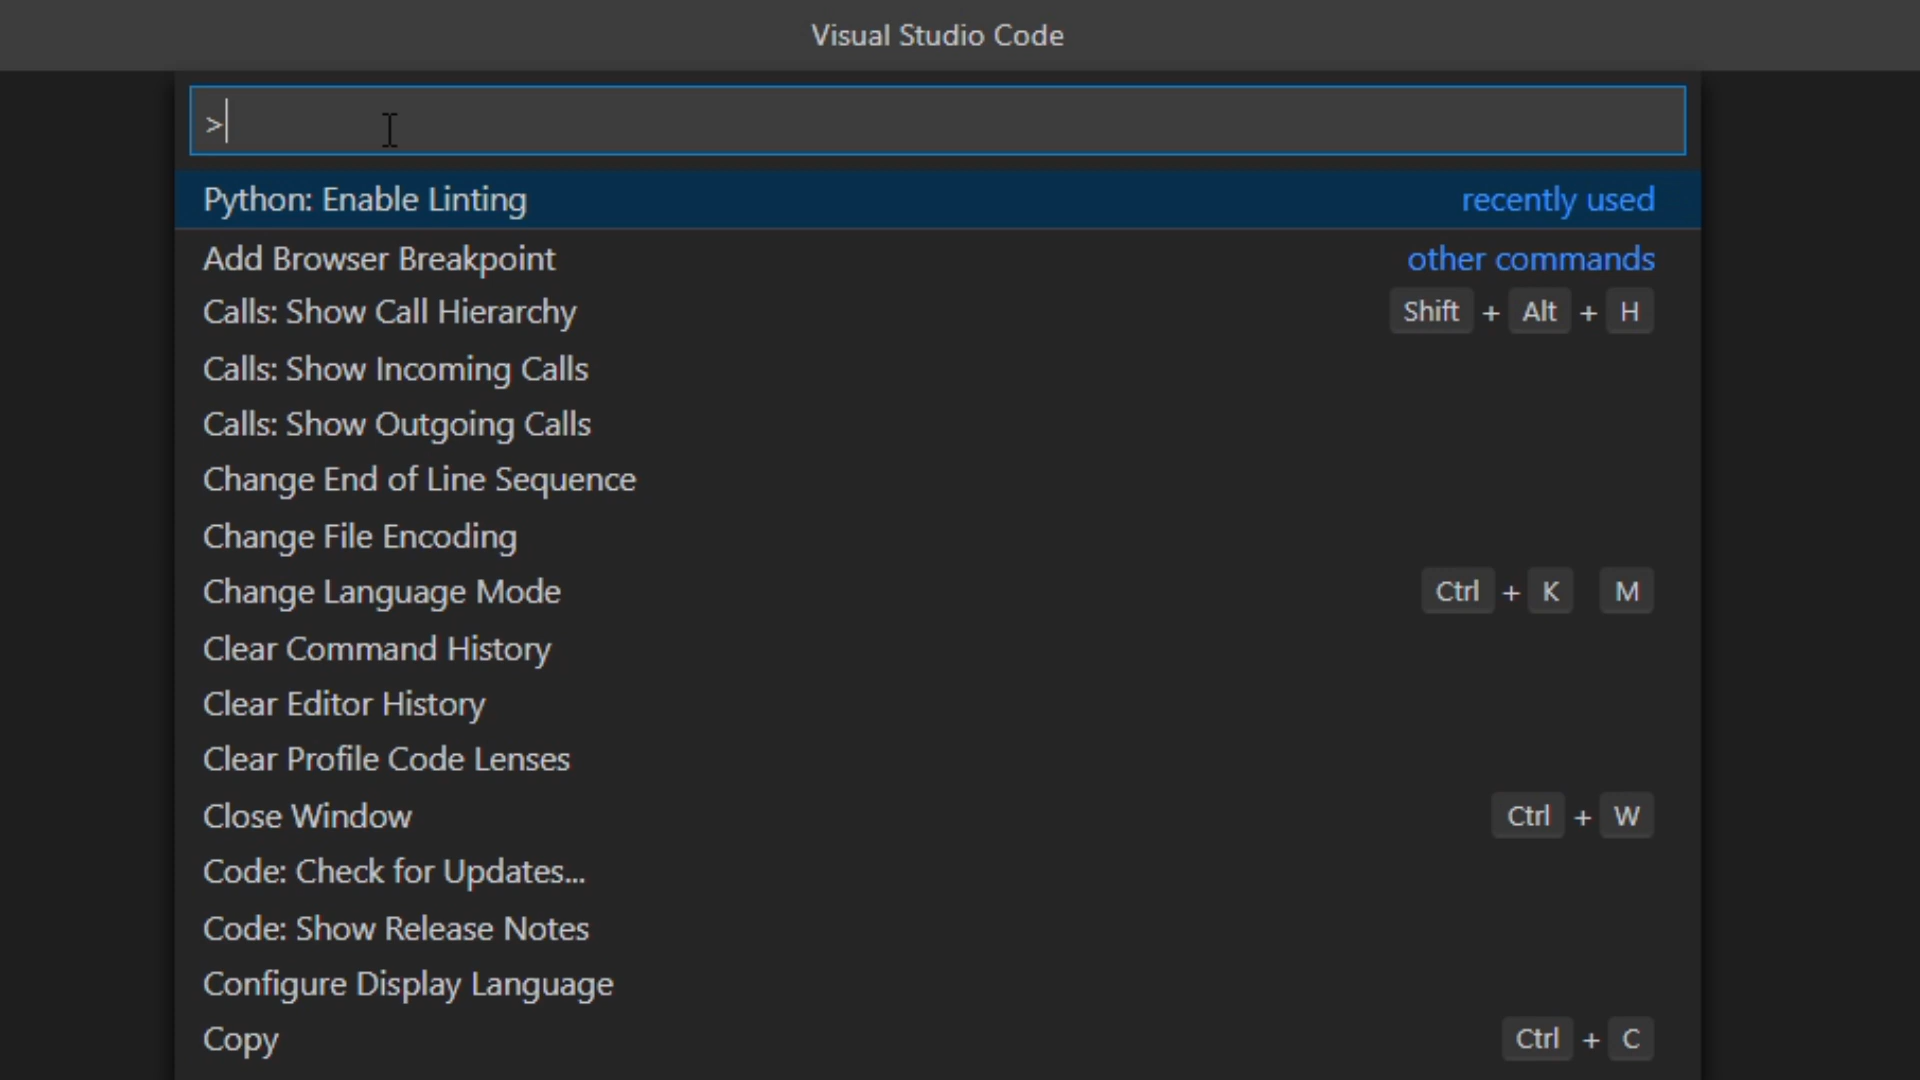 Visual Studio Code
>
Python: Enable Linting recently used
Add Browser Breakpoint other commands
Calls: Show Call Hierarchy Shift + Alt + H
Calls: Show Incoming Calls
Calls: Show Outgoing Calls
Change End of Line Sequence
Change File Encoding
Change Language Mode Ctrl + K M
Clear Command History
Clear Editor History
Clear Profile Code Lenses
Close Window Ctrl + W
Code: Check for Updates...
Code: Show Release Notes
Configure Display Language
Copy Ctrl + C